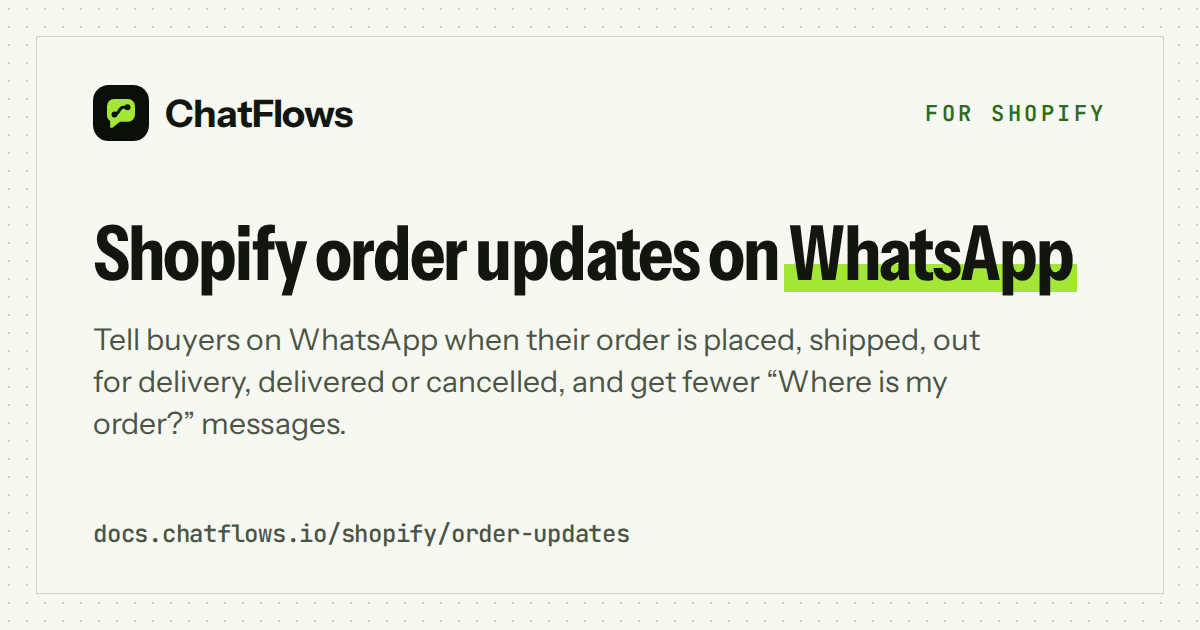 ChatFlows
FOR SHOPIFY
Shopify order updates on WhatsApp
Tell buyers on WhatsApp when their order is placed, shipped, out
for delivery, delivered or cancelled, and get fewer “Where is my
order?” messages.
docs.chatflows.io/shopify/order-updates